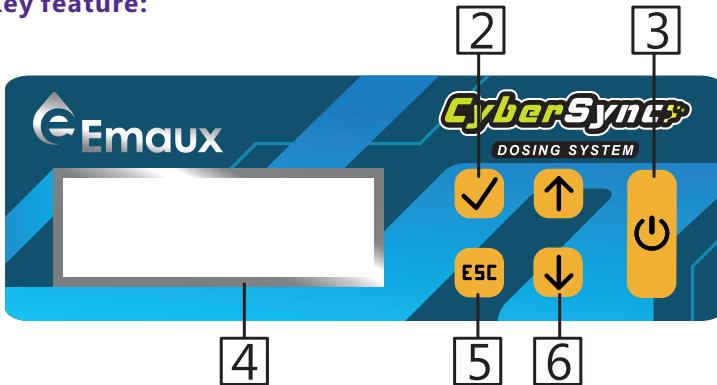 Key feature:
2
3
Emaux
CyberSync
DOSING SYSTEM
ESC
4
5
6